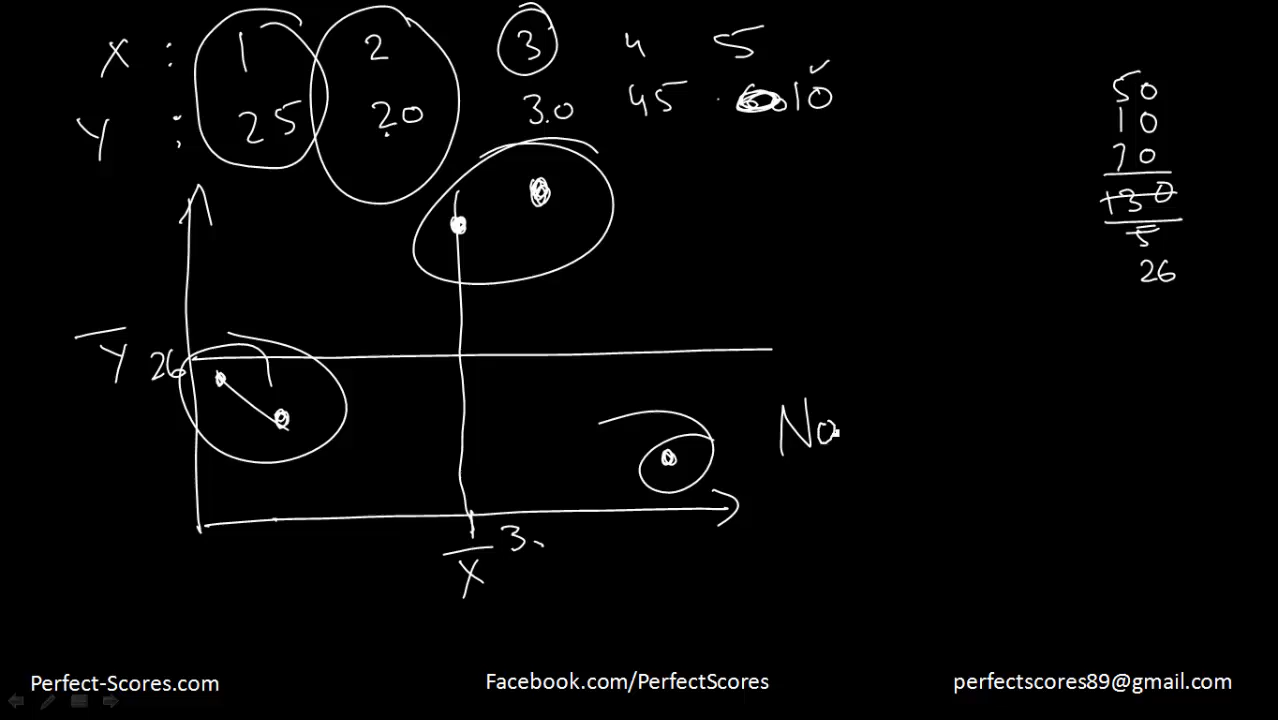 X : 1 2 3 4 5
Y : 25 20 30 45 10
50
10
70
130
5
26
Y 26
No
X 3
Perfect-Scores.com
Facebook.com/PerfectScores
perfectscores89@gmail.com